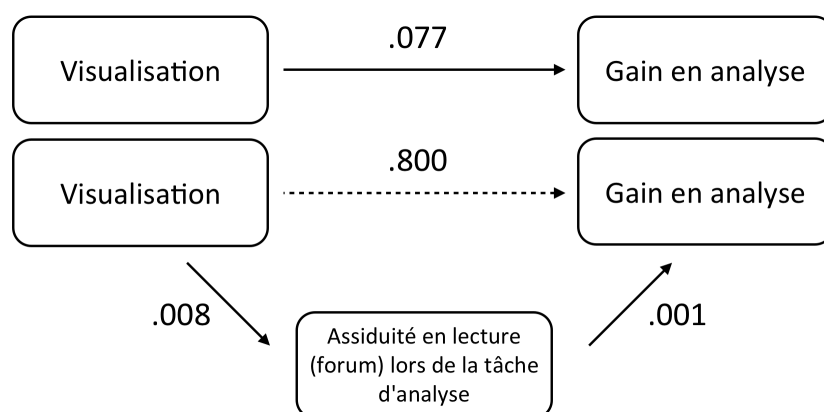 .077
Visualisation
Gain en analyse
.800
Visualisation
Gain en analyse
.008
.001
Assiduité en lecture
(forum) lors de la tâche
d'analyse